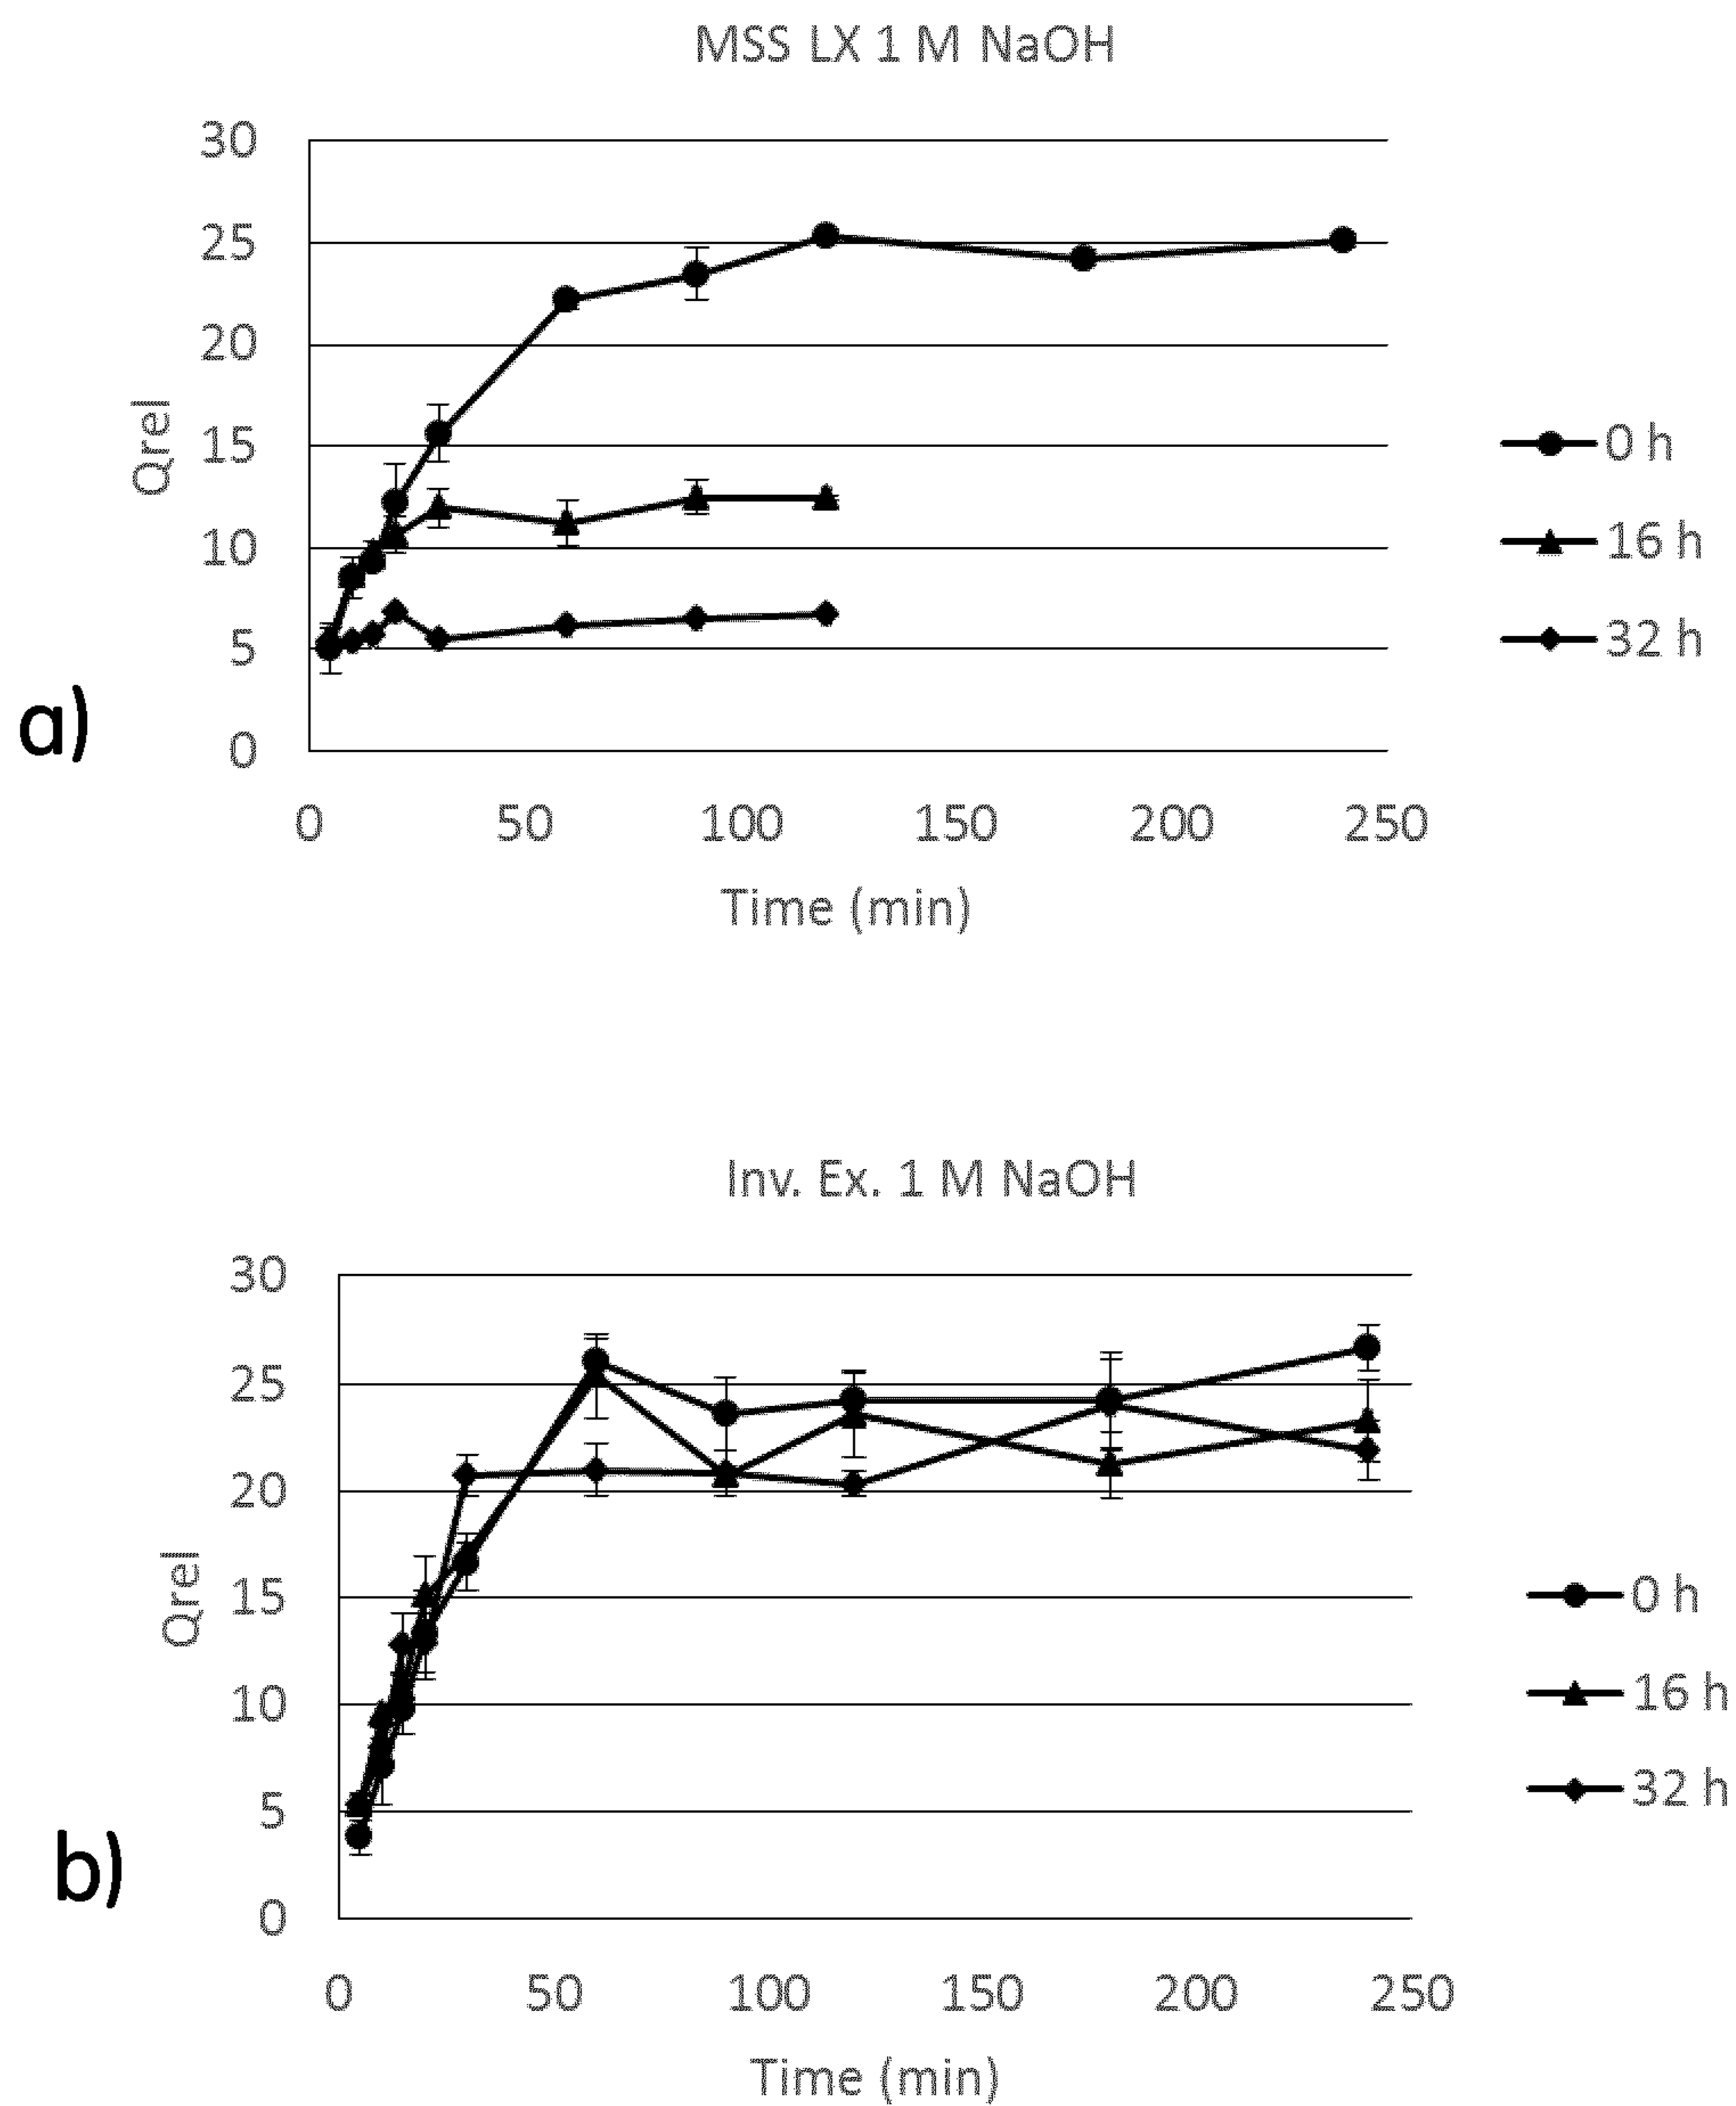 MSS LX 1 M NaOH
30
25
20
15
10
5
0
Qrel
0 50 100 150 200 250
Time (min)
0 h
16 h
32 h
a)
Inv. Ex. 1 M NaOH
30
25
20
15
10
5
0
Qrel
0 50 100 150 200 250
Time (min)
0 h
16 h
32 h
b)